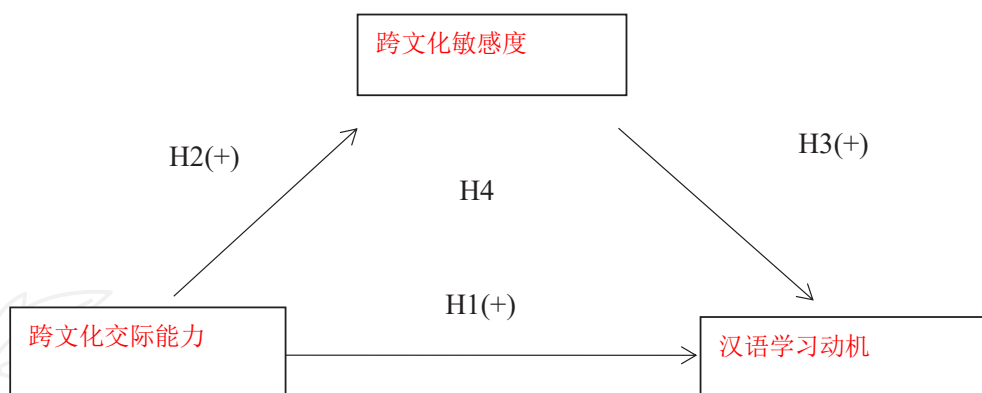 跨文化敏感度
H2(+)
H3(+)
H4
H1(+)
跨文化交际能力
汉语学习动机